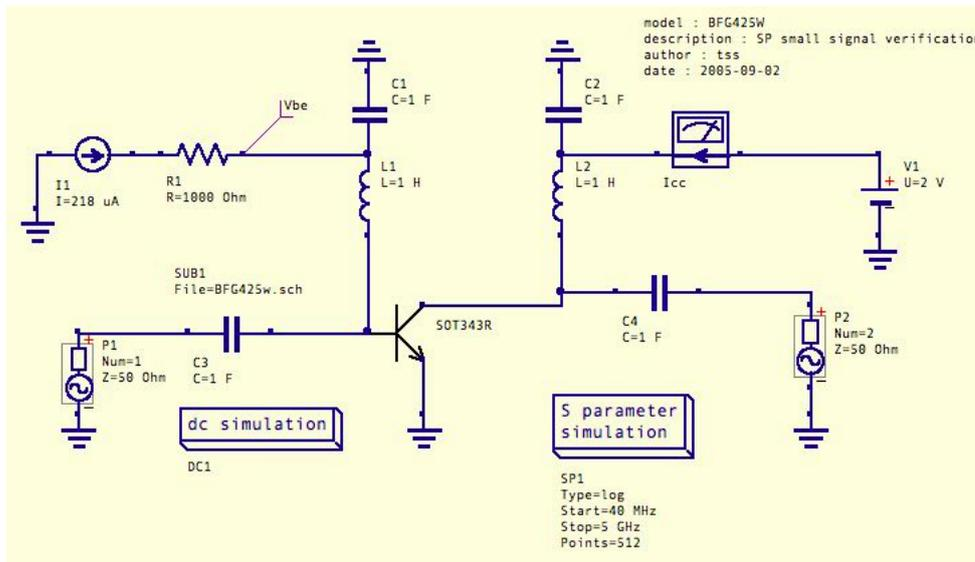 model : BFG425W
description : SP small signal verificatio
author : tss
date : 2005-09-02
C1
C=1 F
C2
C=1 F
Vbe
I1
I=218 uA
R1
R=1000 Ohm
L1
L=1 H
L2
L=1 H
Icc
V1
U=2 V
+
-
SUB1
File=BFG425w.sch
SOT343R
P1
Num=1
Z=50 Ohm
+
-
C3
C=1 F
C4
C=1 F
P2
Num=2
Z=50 Ohm
+
-
dc simulation
DC1
S parameter
simulation
SP1
Type=log
Start=40 MHz
Stop=5 GHz
Points=512